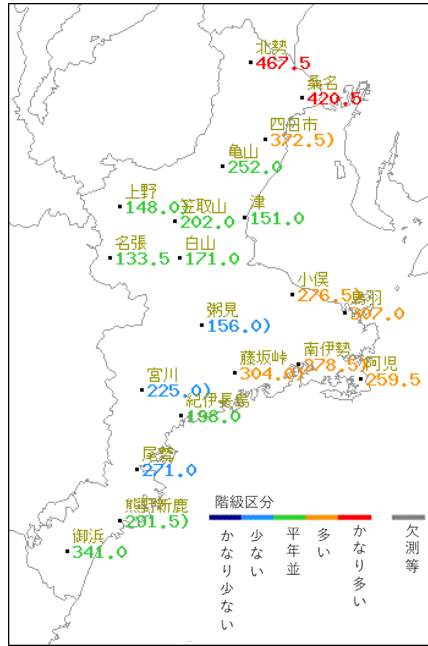 北勢
467.5
桑名
420.5
四日市
372.5)
亀山
252.0
上野
148.0)
笠取山
202.0
津
151.0
名張
133.5
白山
171.0
小俣
276.5)
鳥羽
307.0
粥見
156.0)
藤坂峠
304.0)
南伊勢
378.5)
阿児
259.5
宮川
225.0)
紀伊長島
198.0
尾鷲
271.0
熊野新鹿
291.5)
御浜
341.0
階級区分
かなり少ない
少ない
平年並
多い
かなり多い
欠測等